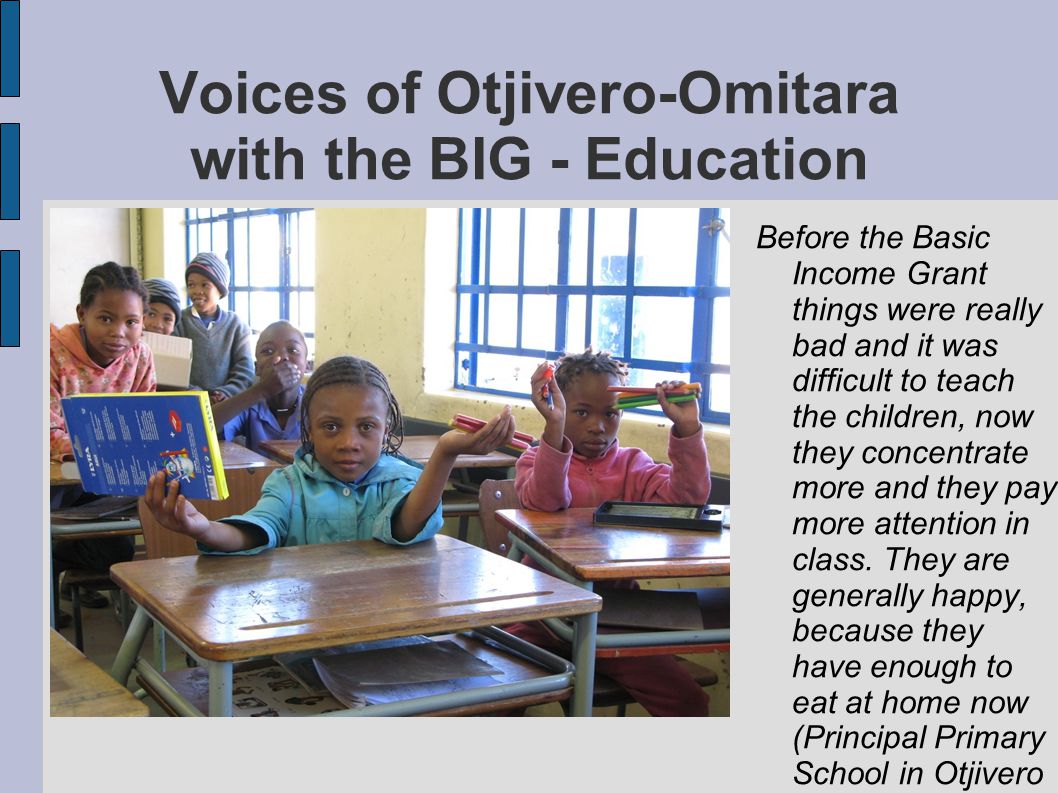 Voices of Otjivero-Omitara
with the BIG - Education
Before the Basic
Income Grant
things were really
bad and it was
difficult to teach
the children, now
they concentrate
more and they pay
more attention in
class. They are
generally happy,
because they
have enough to
eat at home now
(Principal Primary
School in Otjivero
LYRA